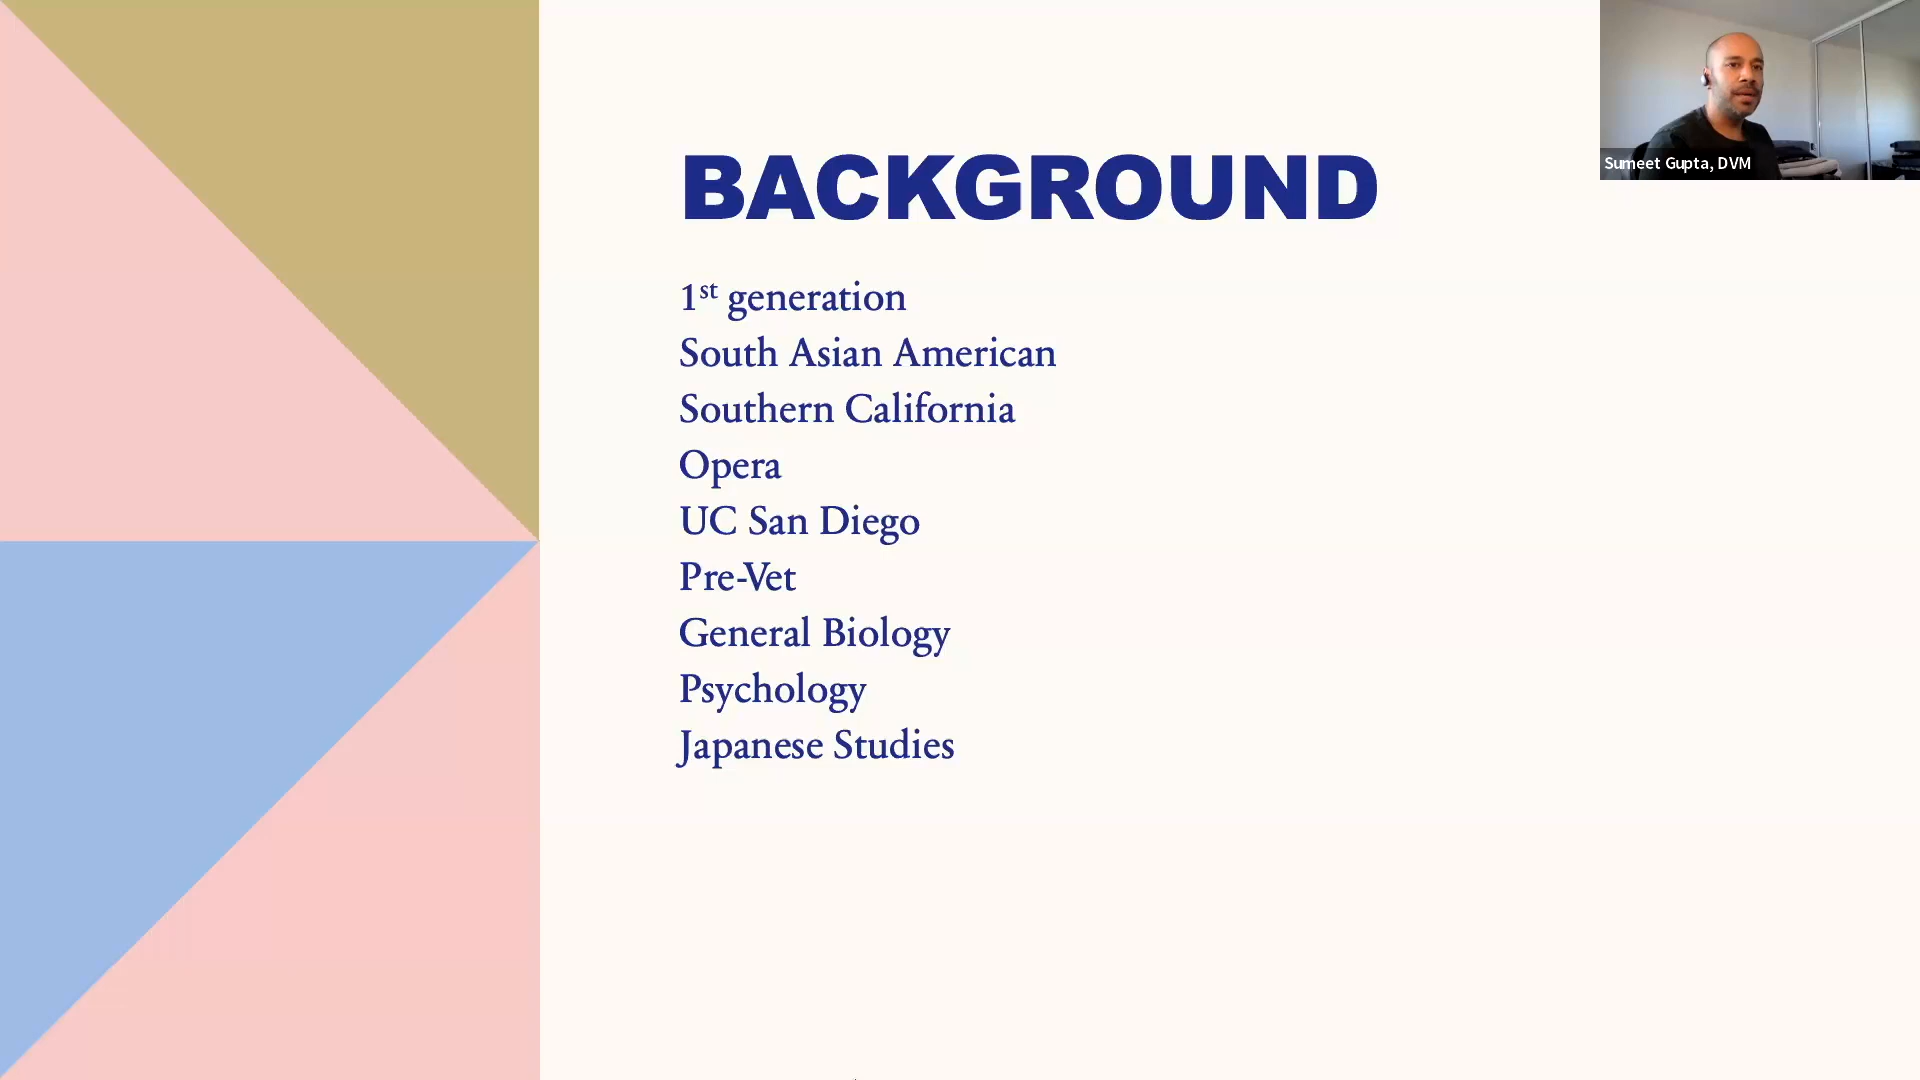 BACKGROUND
1st generation
South Asian American
Southern California
Opera
UC San Diego
Pre-Vet
General Biology
Psychology
Japanese Studies
Sumeet Gupta, DVM